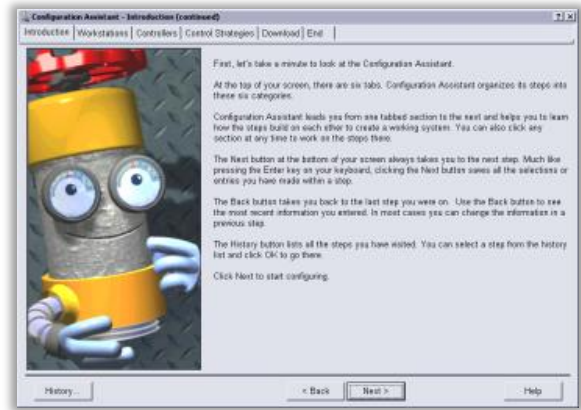 Configuration Assistant - Introduction (continued)
Introduction Workstations Controllers Control Strategies Download End
First, let's take a minute to look at the Configuration Assistant.
At the top of your screen, there are six tabs. Configuration Assistant organizes its steps into
these six categories.
Configuration Assistant leads you from one tabbed section to the next and helps you to learn
how the steps build on each other to create a working system. You can also click any
section at any time to work on the steps there.
The Next button at the bottom of your screen always takes you to the next step. Much like
pressing the Enter key on your keyboard, clicking the Next button saves all the selections or
entries you have made within a step.
The Back button takes you back to the last step you were on. Use the Back button to see
the most recent information you entered. In most cases you can change the information in a
previous step.
The History button lists all the steps you have visited. You can select a step from the history
list and click OK to go there.
Click Next to start configuring.
History... < Back Next > Help